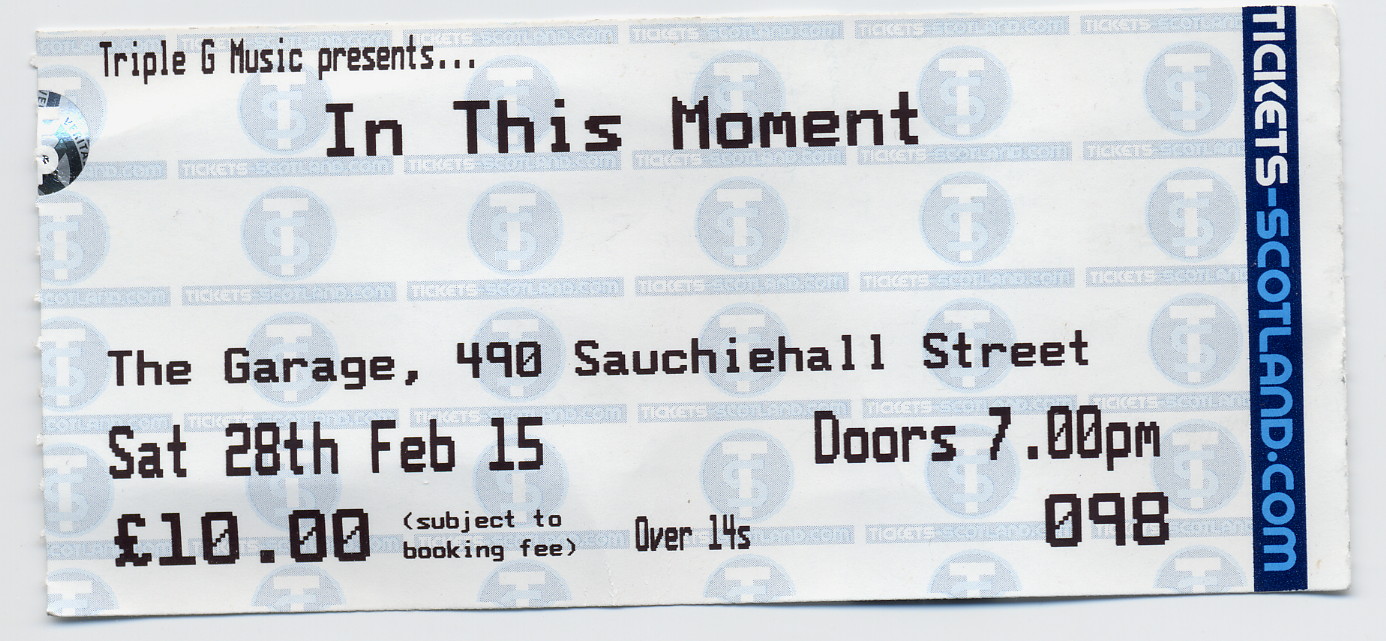 Triple G Music presents...
In This Moment
The Garage, 490 Sauchiehall Street
Sat 28th Feb 15
Doors 7.00pm
£10.00
(subject to
booking fee)
Over 14s
098
TICKETS-SCOTLAND.COM